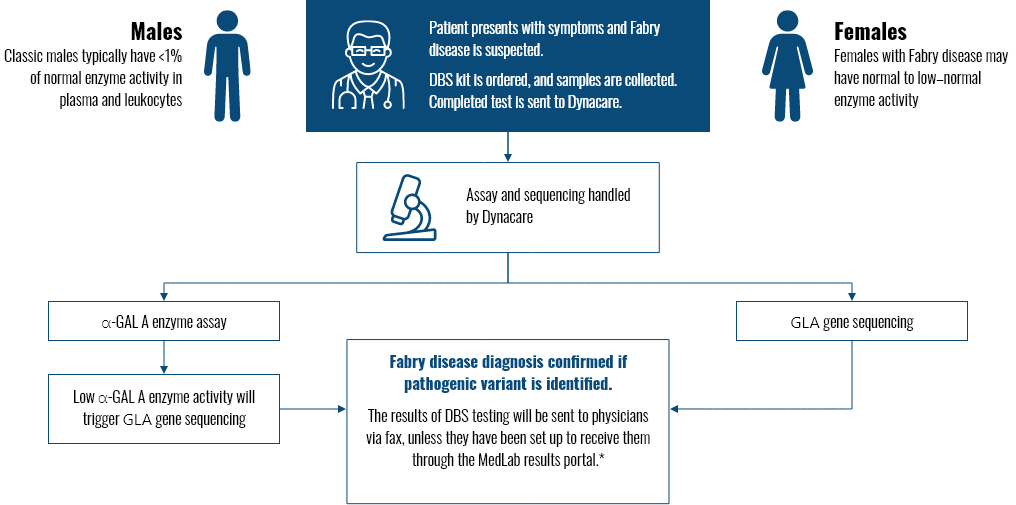 Males
Classic males typically have <1%
of normal enzyme activity in
plasma and leukocytes
Patient presents with symptoms and Fabry
disease is suspected.
DBS kit is ordered, and samples are collected.
Completed test is sent to Dynacare.
Females
Females with Fabry disease may
have normal to low–normal
enzyme activity
Assay and sequencing handled
by Dynacare
α-GAL A enzyme assay
GLA gene sequencing
Low α-GAL A enzyme activity will
trigger GLA gene sequencing
Fabry disease diagnosis confirmed if
pathogenic variant is identified.
The results of DBS testing will be sent to physicians
via fax, unless they have been set up to receive them
through the MedLab results portal.*